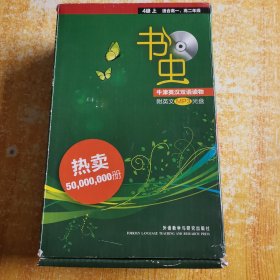 4级 上 适合高一、高二年级
书虫
牛津英汉双语读物
附英文MP3光盘
热卖
50,000,000册
外语教学与研究出版社
FOREIGN LANGUAGE TEACHING AND RESEARCH PRESS